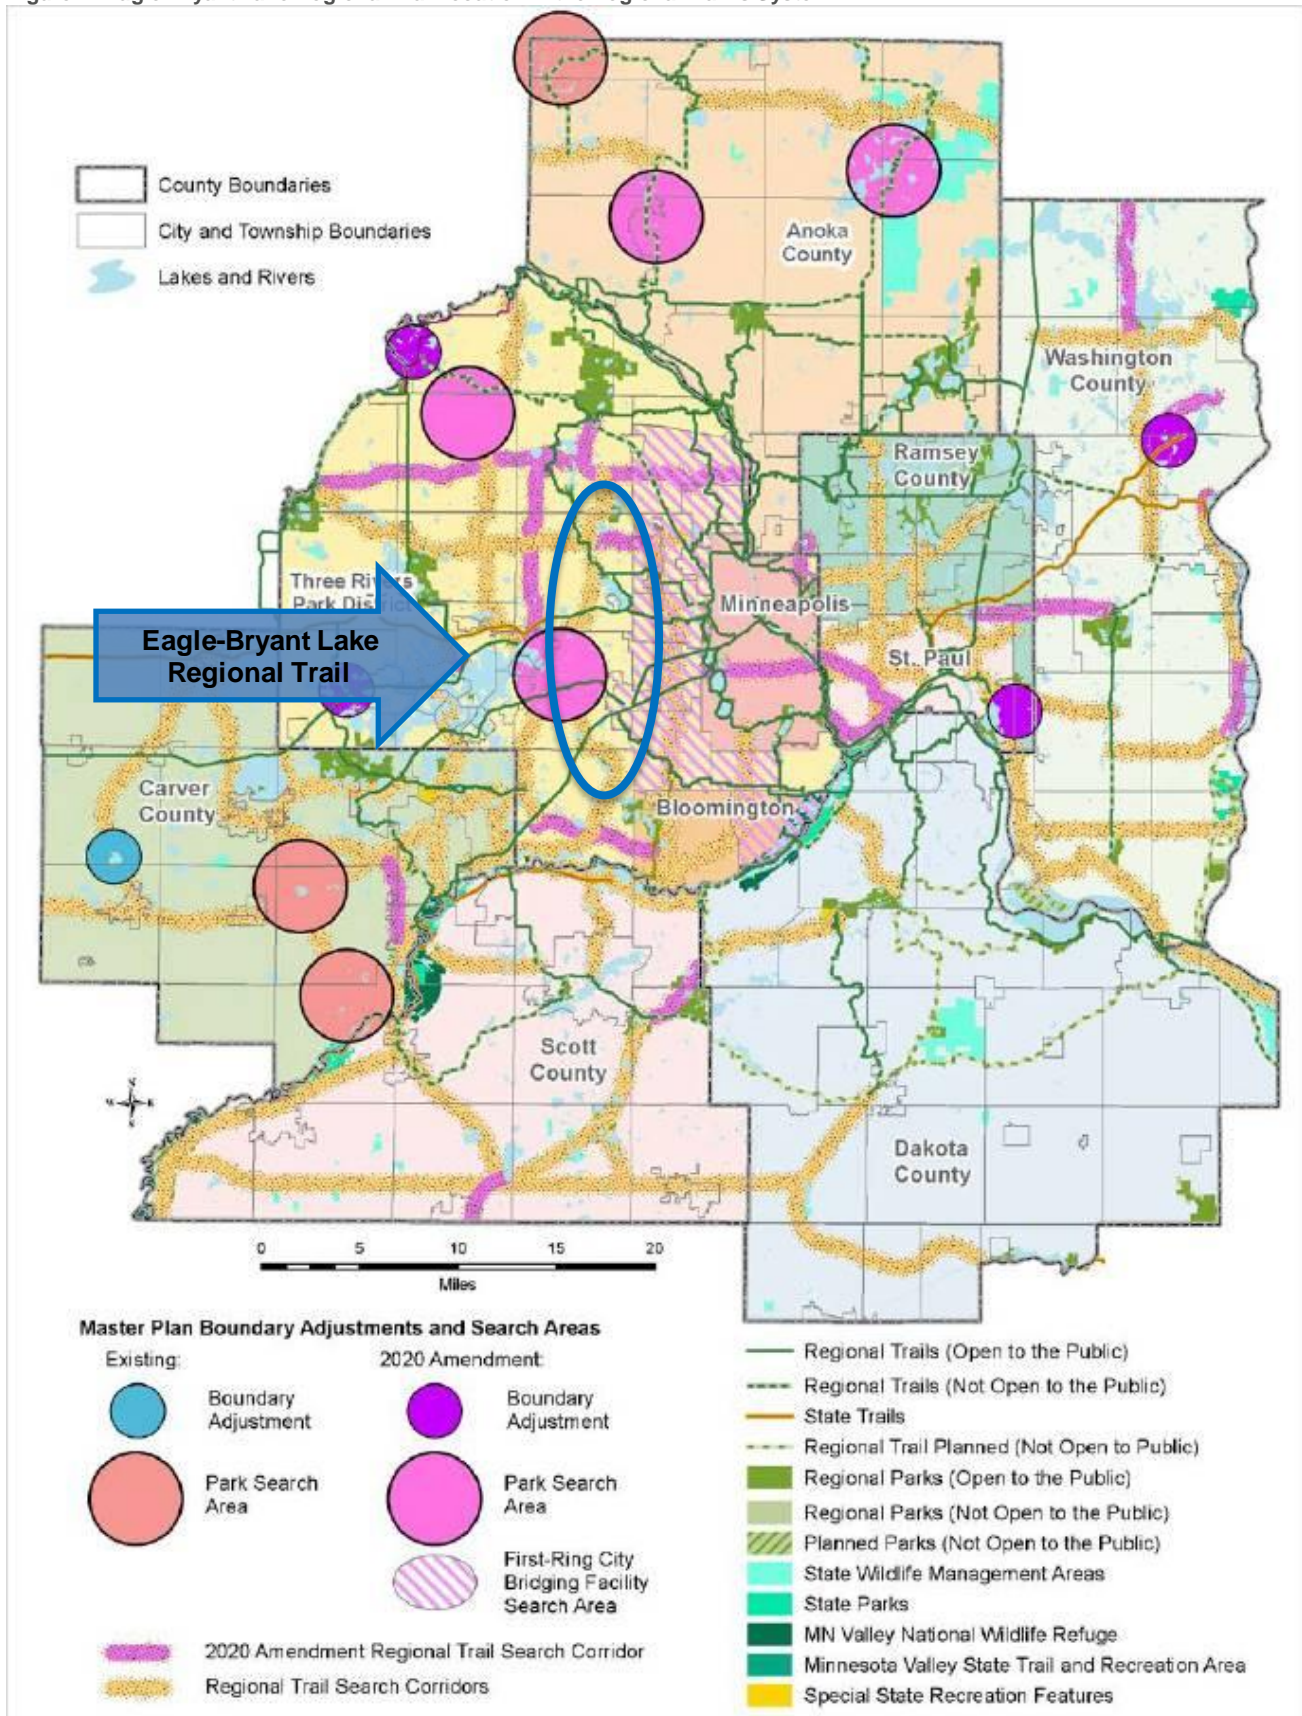 County Boundaries
City and Township Boundaries
Lakes and Rivers
Anoka
County
Washington
County
Ramsey
County
Three Rivers
Park District
Minneapolis
Eagle-Bryant Lake
Regional Trail
St. Paul
Carver
County
Bloomington
Scott
County
Dakota
County
0 5 10 15 20
Miles
Master Plan Boundary Adjustments and Search Areas
Existing:
Boundary
Adjustment
Park Search
Area
2020 Amendment:
Boundary
Adjustment
Park Search
Area
First-Ring City
Bridging Facility
Search Area
2020 Amendment Regional Trail Search Corridor
Regional Trail Search Corridors
Regional Trails (Open to the Public)
Regional Trails (Not Open to the Public)
State Trails
Regional Trail Planned (Not Open to Public)
Regional Parks (Open to the Public)
Regional Parks (Not Open to the Public)
Planned Parks (Not Open to the Public)
State Wildlife Management Areas
State Parks
MN Valley National Wildlife Refuge
Minnesota Valley State Trail and Recreation Area
Special State Recreation Features